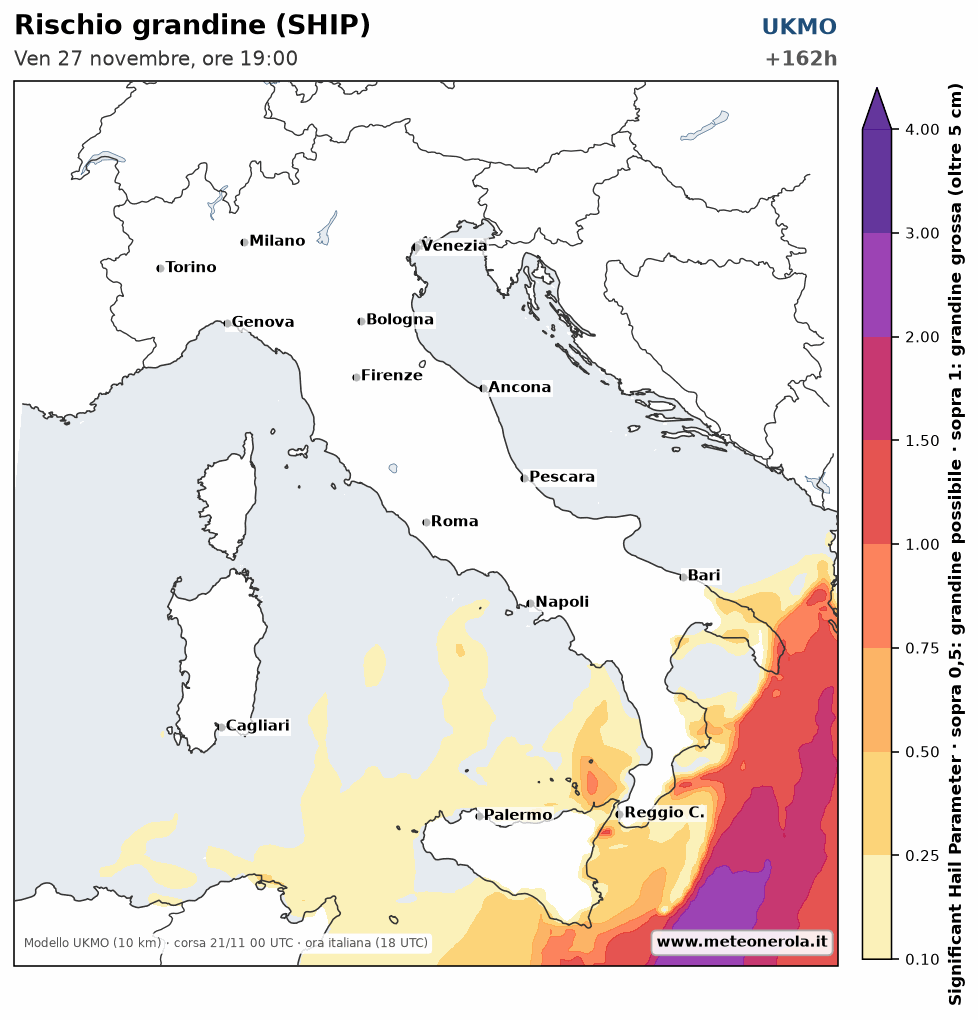 Rischio grandine (SHIP)
UKMO
Ven 27 novembre, ore 19:00
+162h
Milano
Venezia
Torino
Genova
Bologna
Firenze
Ancona
Pescara
Roma
Bari
Napoli
Cagliari
Palermo
Reggio C.
Modello UKMO (10 km) · corsa 21/11 00 UTC · ora italiana (18 UTC)
www.meteonerola.it
4.00
3.00
2.00
1.50
1.00
0.75
0.50
0.25
0.10
Significant Hail Parameter · sopra 0,5: grandine possibile · sopra 1: grandine grossa (oltre 5 cm)